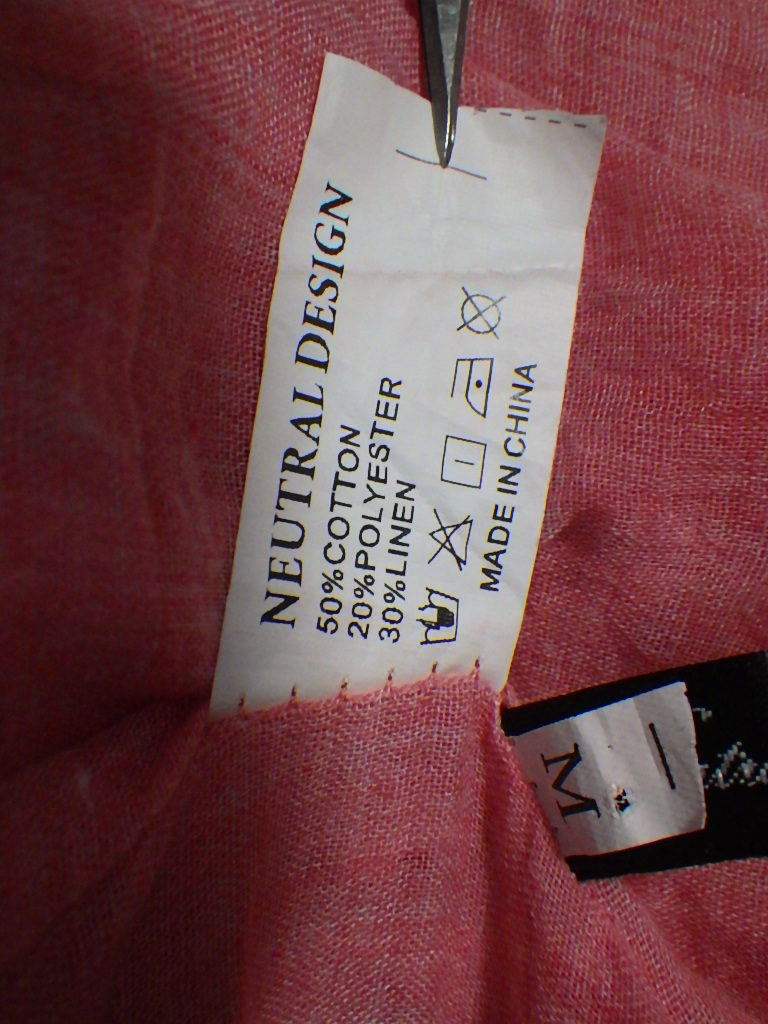 NEUTRAL DESIGN
50%COTTON
20%POLYESTER
30%LINEN
MADE IN CHINA
M